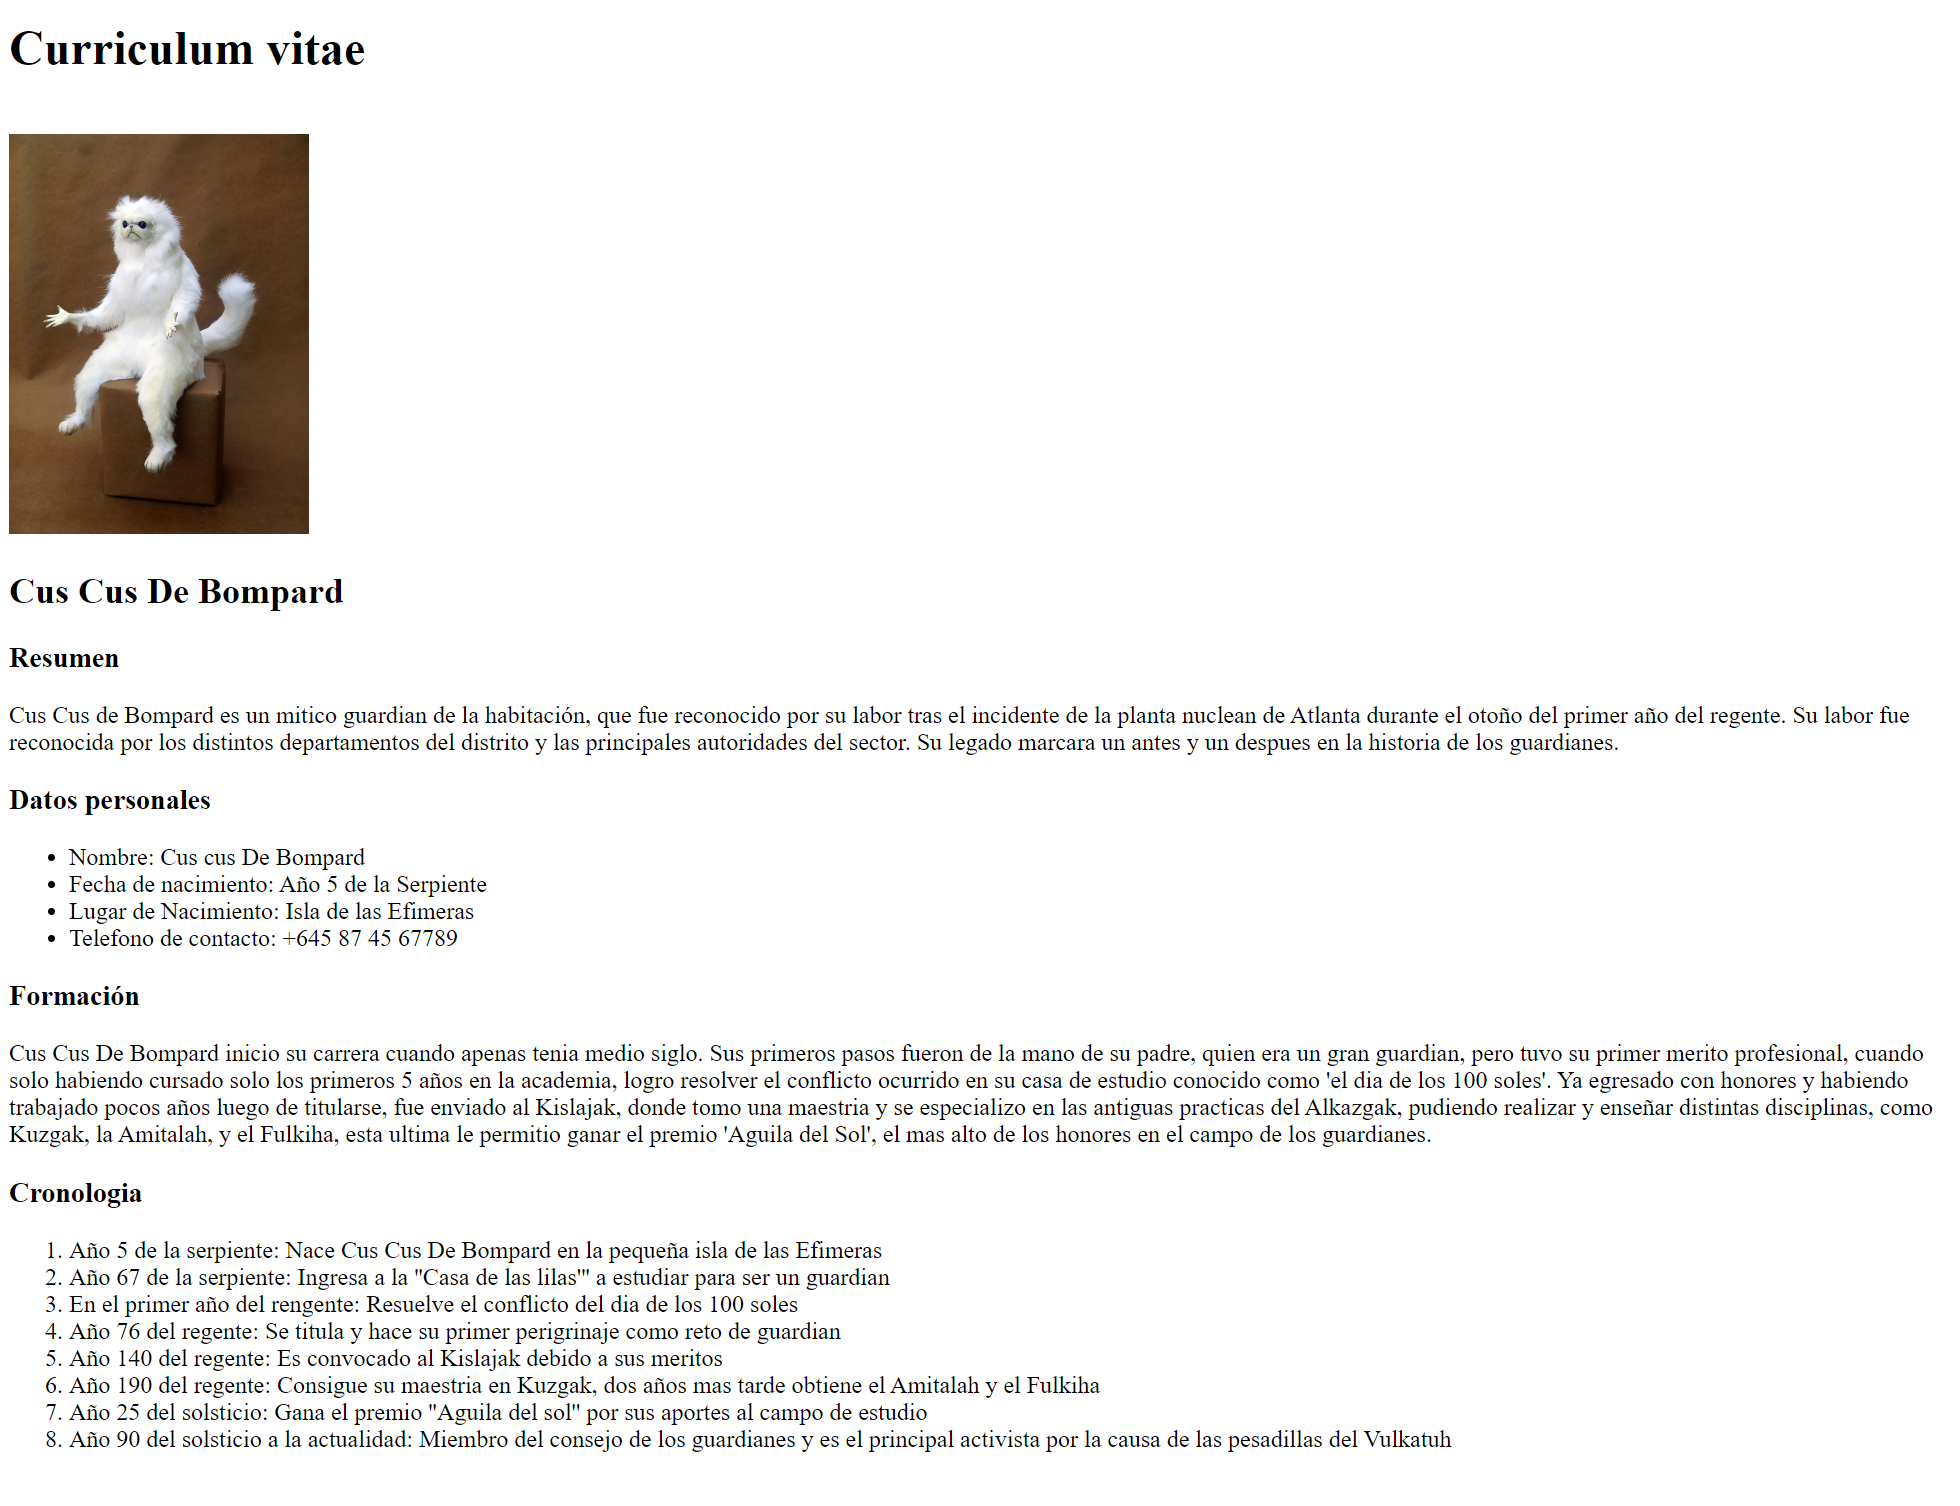 Curriculum vitae
Cus Cus De Bompard
Resumen
Cus Cus de Bompard es un mitico guardian de la habitación, que fue reconocido por su labor tras el incidente de la planta nuclean de Atlanta durante el otoño del primer año del regente. Su labor fue
reconocida por los distintos departamentos del distrito y las principales autoridades del sector. Su legado marcara un antes y un despues en la historia de los guardianes.
Datos personales
• Nombre: Cus cus De Bompard
• Fecha de nacimiento: Año 5 de la Serpiente
• Lugar de Nacimiento: Isla de las Efimeras
• Telefono de contacto: +645 87 45 67789
Formación
Cus Cus De Bompard inicio su carrera cuando apenas tenia medio siglo. Sus primeros pasos fueron de la mano de su padre, quien era un gran guardian, pero tuvo su primer merito profesional, cuando
solo habiendo cursado solo los primeros 5 años en la academia, logro resolver el conflicto ocurrido en su casa de estudio conocido como 'el dia de los 100 soles'. Ya egresado con honores y habiendo
trabajado pocos años luego de titularse, fue enviado al Kislajak, donde tomo una maestria y se especializo en las antiguas practicas del Alkazgak, pudiendo realizar y enseñar distintas disciplinas, como
Kuzgak, la Amitalah, y el Fulkiha, esta ultima le permitio ganar el premio 'Aguila del Sol', el mas alto de los honores en el campo de los guardianes.
Cronologia
1. Año 5 de la serpiente: Nace Cus Cus De Bompard en la pequeña isla de las Efimeras
2. Año 67 de la serpiente: Ingresa a la "Casa de las lilas'" a estudiar para ser un guardian
3. En el primer año del rengente: Resuelve el conflicto del dia de los 100 soles
4. Año 76 del regente: Se titula y hace su primer perigrinaje como reto de guardian
5. Año 140 del regente: Es convocado al Kislajak debido a sus meritos
6. Año 190 del regente: Consigue su maestria en Kuzgak, dos años mas tarde obtiene el Amitalah y el Fulkiha
7. Año 25 del solsticio: Gana el premio "Aguila del sol" por sus aportes al campo de estudio
8. Año 90 del solsticio a la actualidad: Miembro del consejo de los guardianes y es el principal activista por la causa de las pesadillas del Vulkatuh